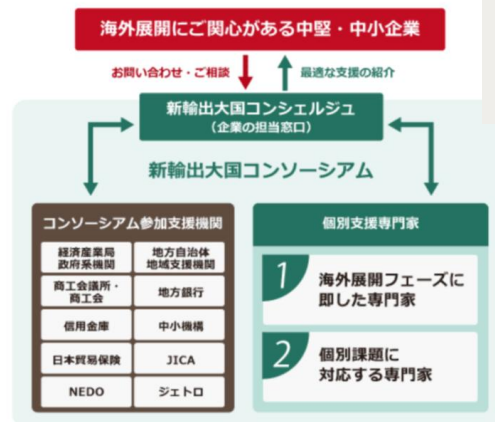 海外展開にご関心がある中堅・中小企業
お問い合わせ・ご相談
最適な支援の紹介
新輸出大国コンシェルジュ
(企業の担当窓口)
新輸出大国コンソーシアム
コンソーシアム参加支援機関
経済産業局
政府系機関
地方自治体
地域支援機関
商工会議所・
商工会
地方銀行
信用金庫
中小機構
日本貿易保険
JICA
NEDO
ジェトロ
個別支援専門家
1
海外展開フェーズに
即した専門家
2
個別課題に
対応する専門家